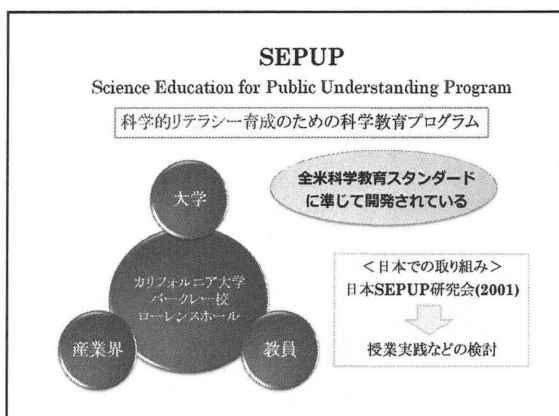 SEPUP
Science Education for Public Understanding Program
科学的リテラシー育成のための科学教育プログラム
大学
全米科学教育スタンダード
に準じて開発されている
カリフォルニア大学
バークレー校
ローレンスホール
産業界
教員
<日本での取り組み>
日本SEPUP研究会(2001)
授業実践などの検討